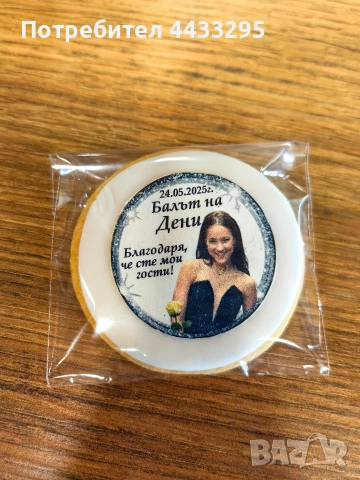 Потребител 4433295
24.05.2025г.
Балът на
Дени
Благодаря,
че сте мои
гости!
BAZAR